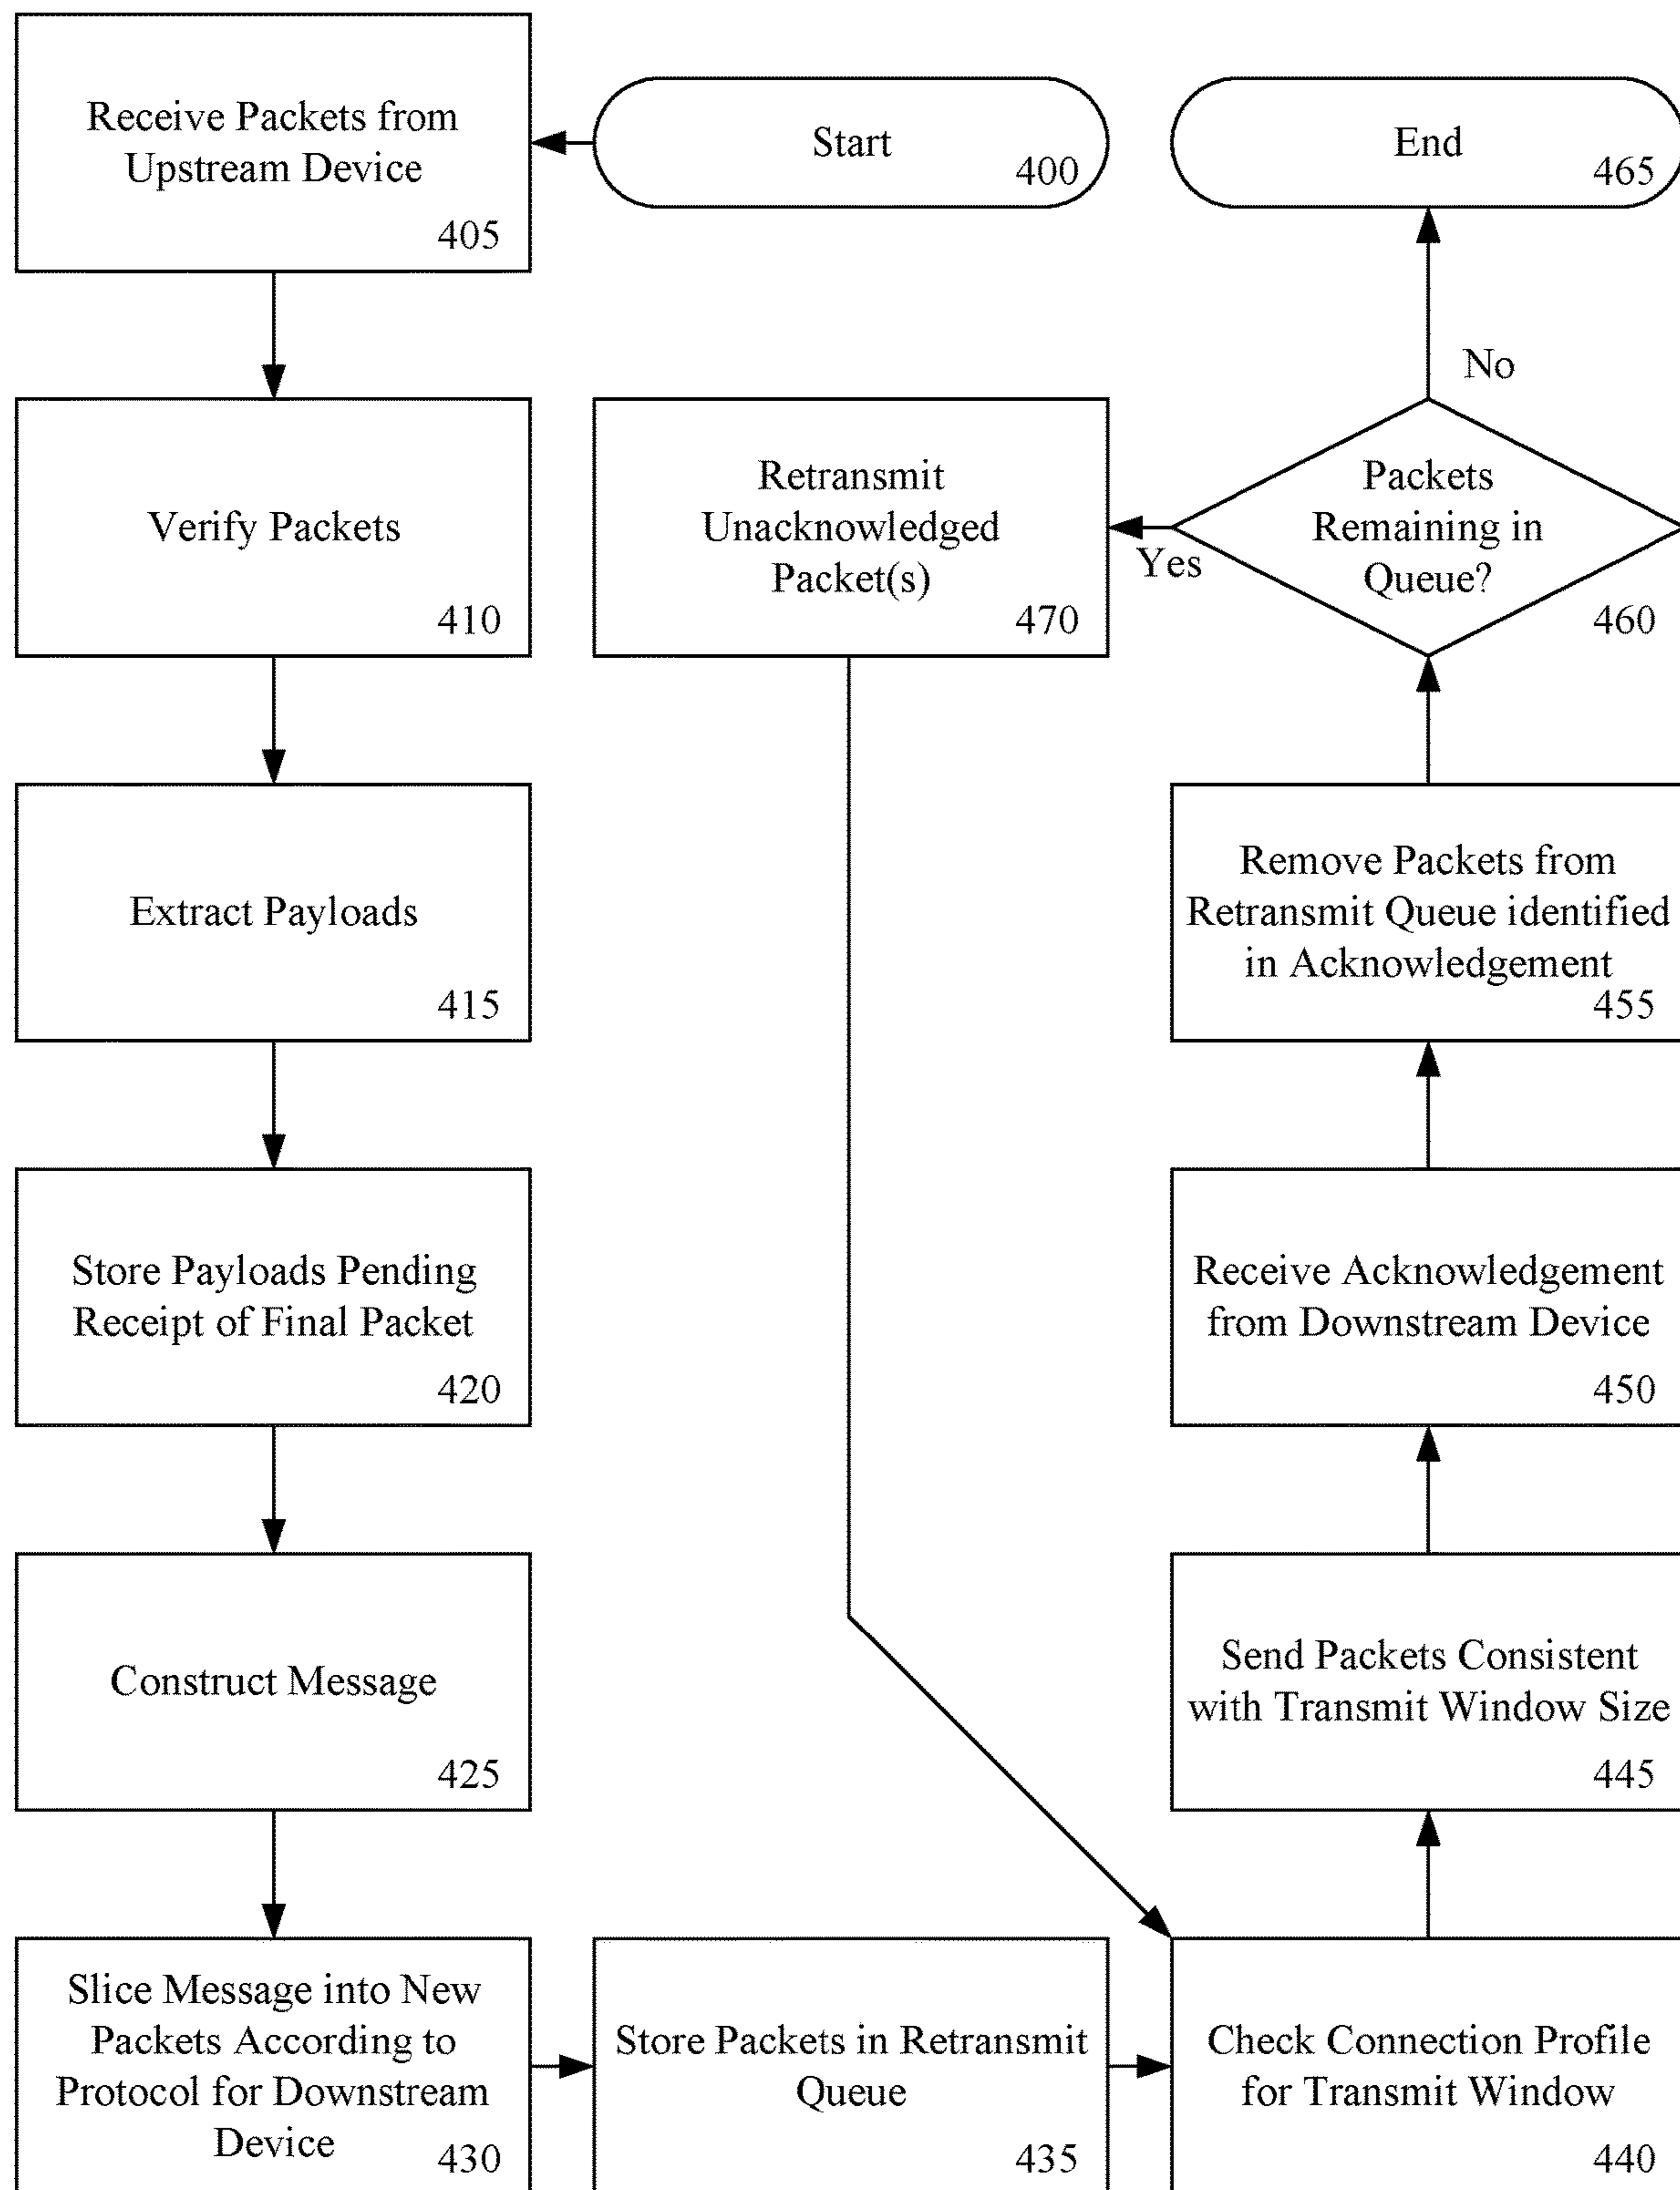 Start
400
Receive Packets from
Upstream Device
405
Verify Packets
410
Extract Payloads
415
Store Payloads Pending
Receipt of Final Packet
420
Construct Message
425
Slice Message into New
Packets According to
Protocol for Downstream
Device
430
Store Packets in Retransmit
Queue
435
Check Connection Profile
for Transmit Window
440
Send Packets Consistent
with Transmit Window Size
445
Receive Acknowledgement
from Downstream Device
450
Remove Packets from
Retransmit Queue identified
in Acknowledgement
455
Packets
Remaining in
Queue?
460
No
End
465
Yes
Retransmit
Unacknowledged
Packet(s)
470